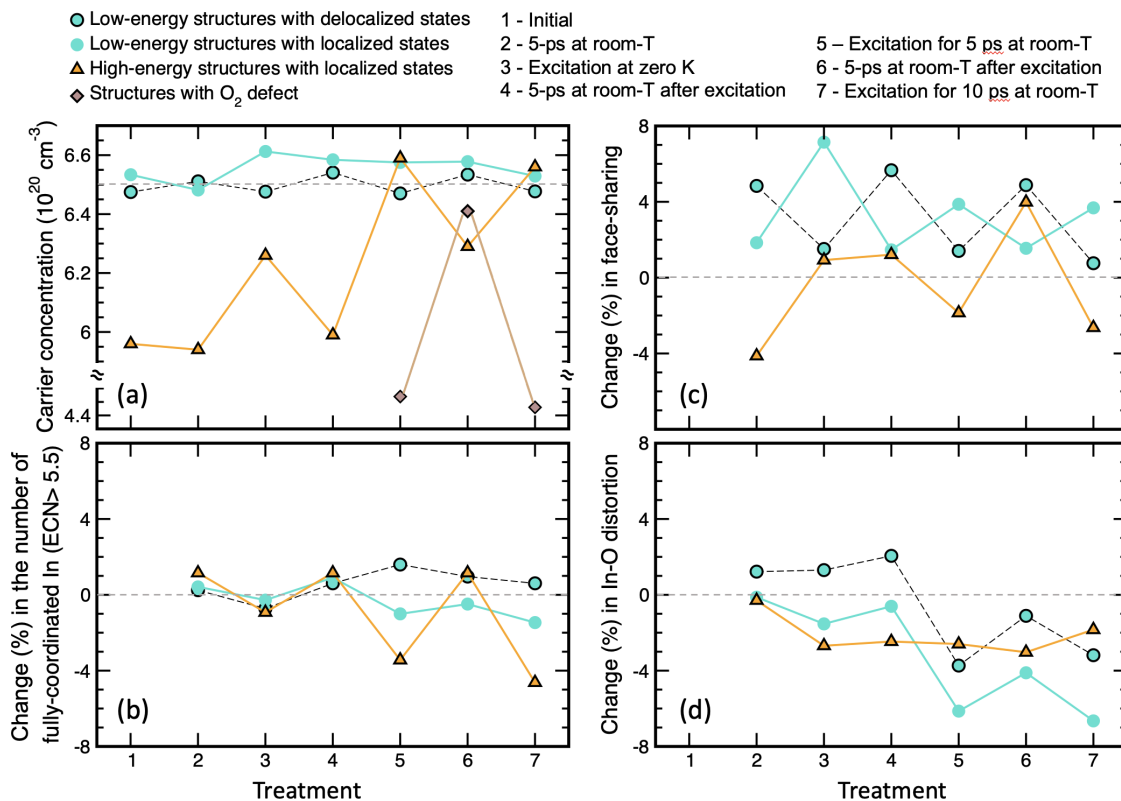 Low-energy structures with delocalized states
Low-energy structures with localized states
High-energy structures with localized states
Structures with O2 defect
1 - Initial
2 - 5-ps at room-T
3 - Excitation at zero K
4 - 5-ps at room-T after excitation
5 – Excitation for 5 ps at room-T
6 - 5-ps at room-T after excitation
7 - Excitation for 10 ps at room-T
Carrier concentration (10^20 cm^-3)
6.6
6.4
6.2
6
≈
≈
4.4
(a)
Change (%) in face-sharing
8
4
0
-4
(c)
Change (%) in the number of
fully-coordinated In (ECN> 5.5)
8
4
0
-4
-8
(b)
1 2 3 4 5 6 7
Treatment
Change (%) in In-O distortion
8
4
0
-4
-8
(d)
1 2 3 4 5 6 7
Treatment